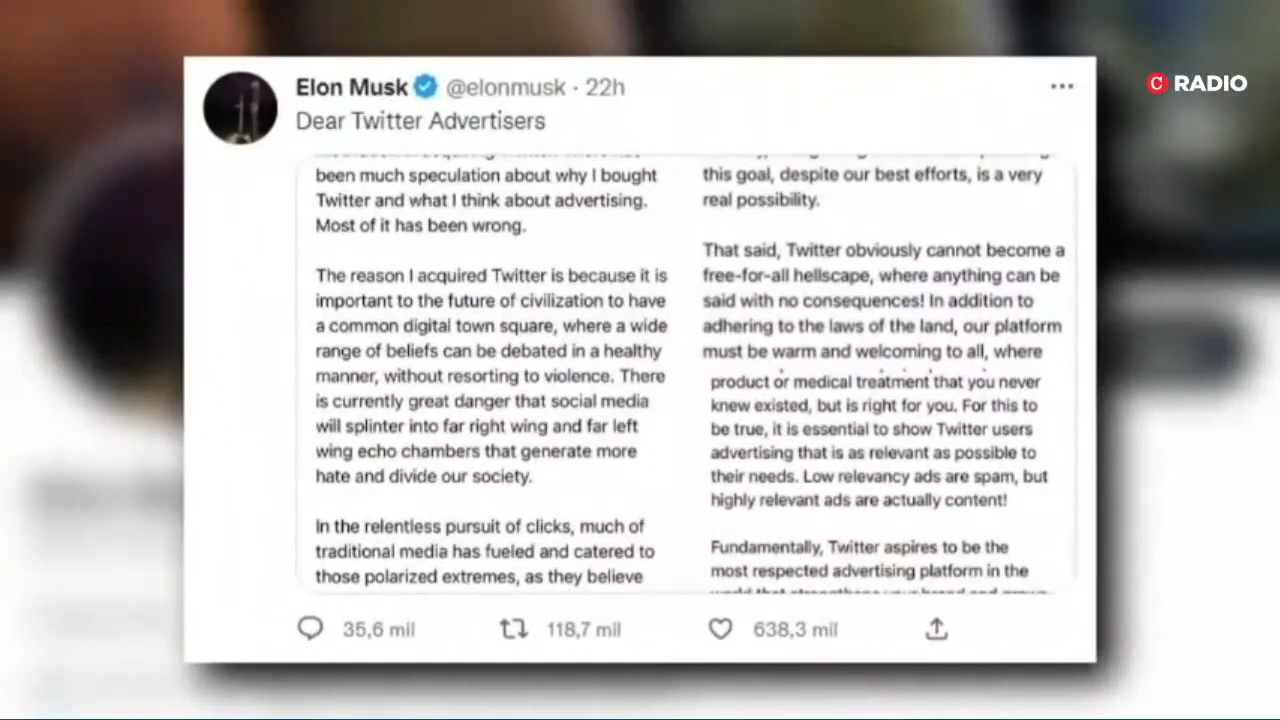 Elon Musk @elonmusk · 22h
Dear Twitter Advertisers
been much speculation about why I bought
Twitter and what I think about advertising.
Most of it has been wrong.
The reason I acquired Twitter is because it is
important to the future of civilization to have
a common digital town square, where a wide
range of beliefs can be debated in a healthy
manner, without resorting to violence. There
is currently great danger that social media
will splinter into far right wing and far left
wing echo chambers that generate more
hate and divide our society.
In the relentless pursuit of clicks, much of
traditional media has fueled and catered to
those polarized extremes, as they believe
this goal, despite our best efforts, is a very
real possibility.
That said, Twitter obviously cannot become a
free-for-all hellscape, where anything can be
said with no consequences! In addition to
adhering to the laws of the land, our platform
must be warm and welcoming to all, where
product or medical treatment that you never
knew existed, but is right for you. For this to
be true, it is essential to show Twitter users
advertising that is as relevant as possible to
their needs. Low relevancy ads are spam, but
highly relevant ads are actually content!
Fundamentally, Twitter aspires to be the
most respected advertising platform in the
35,6 mil
118,7 mil
638,3 mil
C RADIO